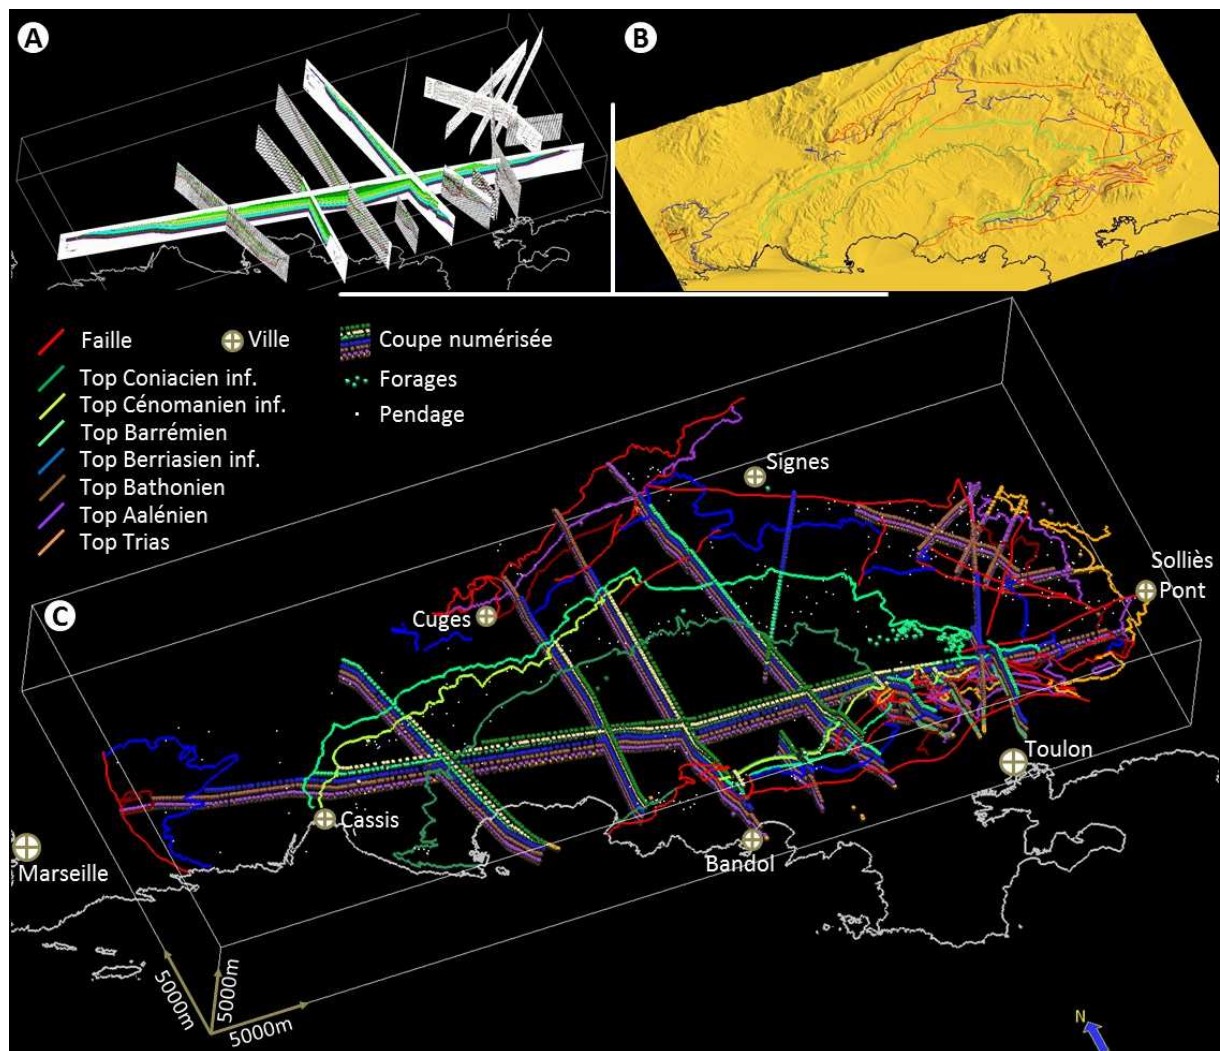 A
B
Faille
Ville
Coupe numérisée
Top Coniacien inf.
Forages
Top Cénomanien inf.
Pendage
Top Barrémien
Top Berriasien inf.
Top Bathonien
Top Aalénien
Top Trias
Signes
Solliès
Pont
C
Cuges
Toulon
Cassis
Bandol
Marseille
5000m
5000m
5000m
N